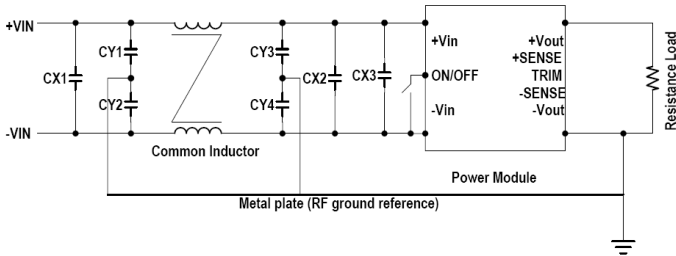 +VIN
CX1
CY1
CY2
-VIN
Common Inductor
CY3
CY4
CX2
CX3
+Vin
ON/OFF
-Vin
+Vout
+SENSE
TRIM
-SENSE
-Vout
Power Module
Resistance Load
Metal plate (RF ground reference)